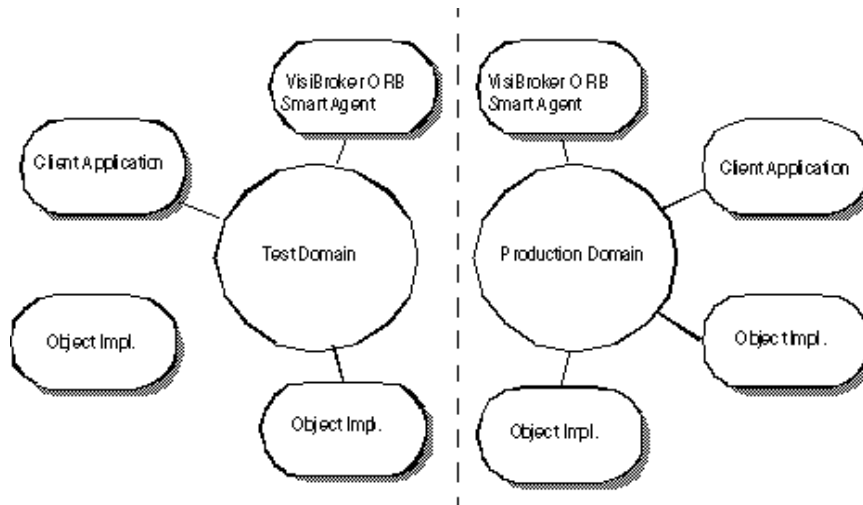 VisiBroker ORB
Smart Agent
VisiBroker ORB
Smart Agent
Client Application
Client Application
Test Domain
Production Domain
Object Impl.
Object Impl.
Object Impl.
Object Impl.